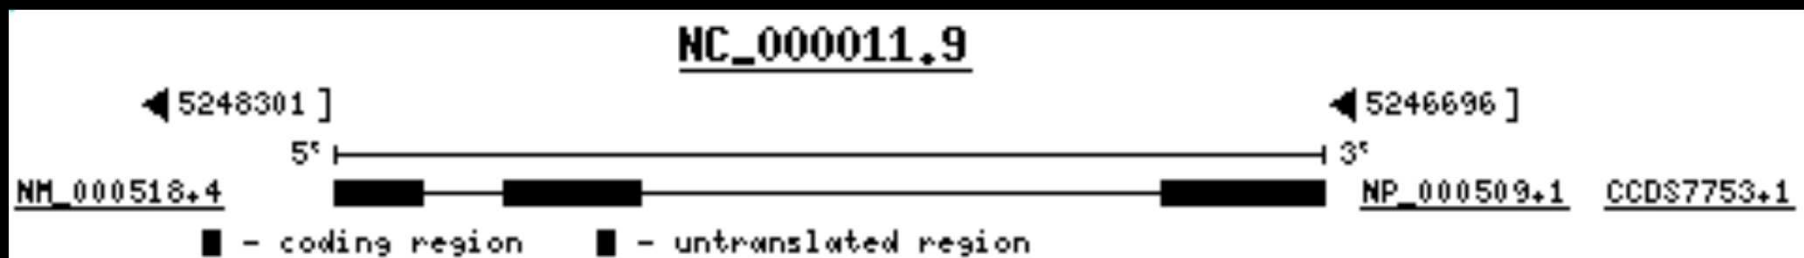 NC_000011.9
5248301 ] 5246696 ]
5' 3'
NM_000518.4 NP_000509.1 CCDS7753.1
- coding region - untranslated region